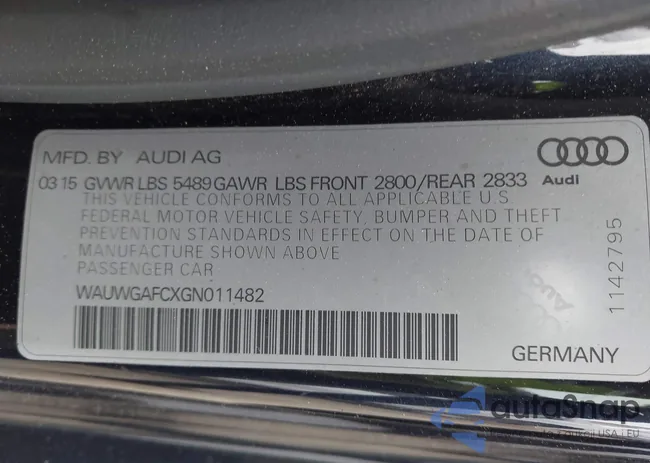 MFD. BY AUDI AG
0315 GVWR LBS 5489 GAWR LBS FRONT 2800/REAR 2833 Audi
THIS VEHICLE CONFORMS TO ALL APPLICABLE U.S.
FEDERAL MOTOR VEHICLE SAFETY, BUMPER AND THEFT
PREVENTION STANDARDS IN EFFECT ON THE DATE OF
MANUFACTURE SHOWN ABOVE
PASSENGER CAR
WAUWGAFCXGN011482
1142795
GERMANY
autoSnap